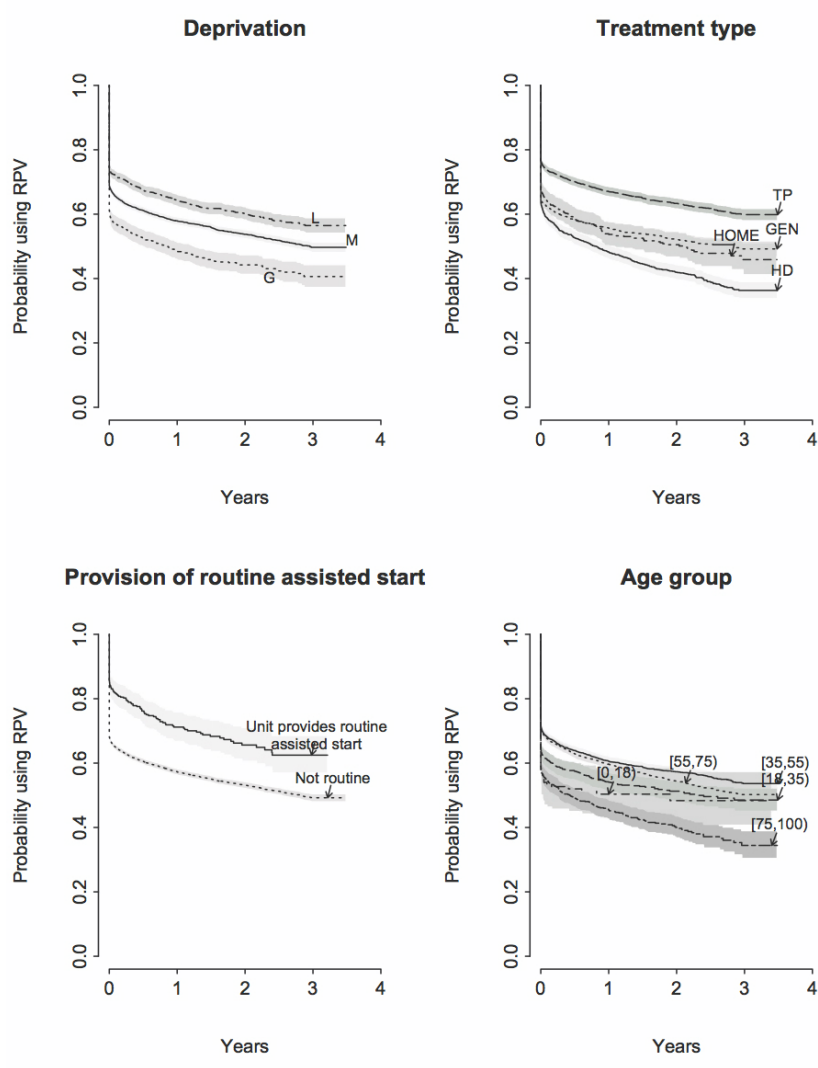 Deprivation
Probability using RPV
1.0
0.8
0.6
0.4
0.2
0.0
L
M
G
0 1 2 3 4
Years
Treatment type
Probability using RPV
1.0
0.8
0.6
0.4
0.2
0.0
TP
HOME
GEN
HD
0 1 2 3 4
Years
Provision of routine assisted start
Probability using RPV
1.0
0.8
0.6
0.4
0.2
0.0
Unit provides routine
assisted start
Not routine
0 1 2 3 4
Years
Age group
Probability using RPV
1.0
0.8
0.6
0.4
0.2
0.0
[0,18)
[55,75)
[35,55)
[18,35)
[75,100)
0 1 2 3 4
Years